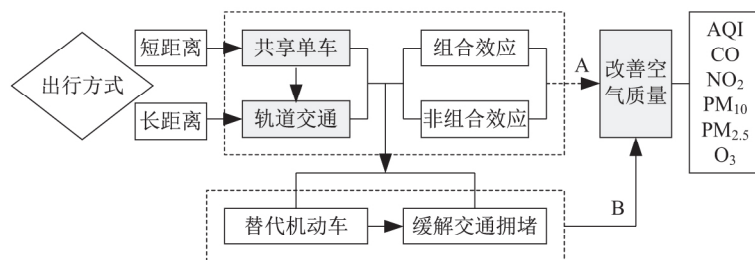 出行方式
短距离
长距离
共享单车
轨道交通
组合效应
非组合效应
A
改善空
气质量
AQI
CO
NO₂
PM₁₀
PM₂.₅
O₃
替代机动车
缓解交通拥堵
B